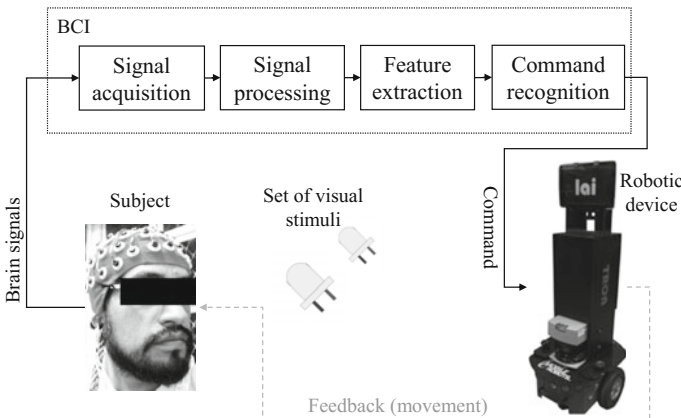 BCI
Signal
acquisition
Signal
processing
Feature
extraction
Command
recognition
Brain signals
Subject
Set of visual
stimuli
Command
lai
Robotic
device
Feedback (movement)